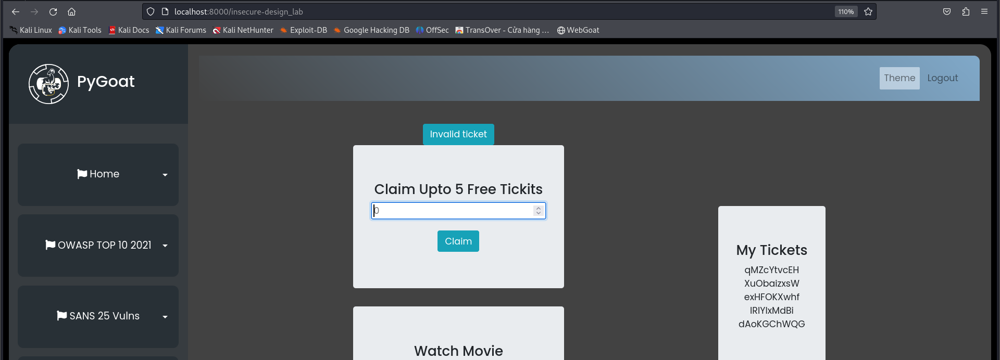 localhost:8000/insecure-design_lab
110%
Kali Linux Kali Tools Kali Docs Kali Forums Kali NetHunter Exploit-DB Google Hacking DB OffSec TransOver - Cửa hàng ... WebGoat
PyGoat
Theme Logout
Invalid ticket
Home
Claim Upto 5 Free Tickits
0
Claim
OWASP TOP 10 2021
My Tickets
qMZcYtvcEH
XuObaizxsW
exHFOKXwhf
IRIYIxMdBi
dAoKGChWQG
SANS 25 Vulns
Watch Movie